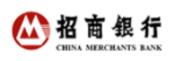 招商银行
CHINA MERCHANTS BANK